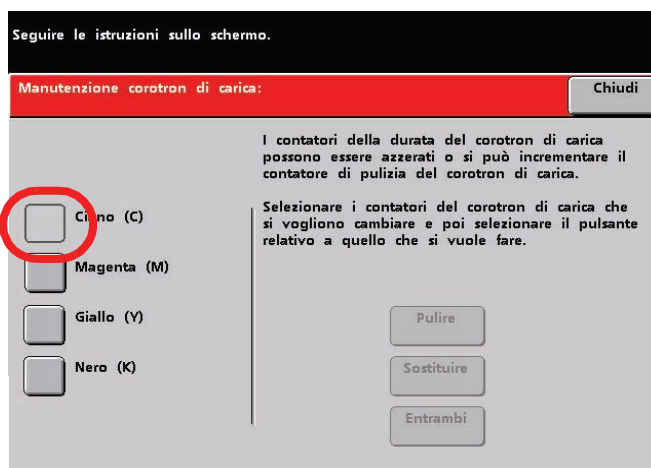 Seguire le istruzioni sullo schermo.
Manutenzione corotron di carica:
Chiudi
I contatori della durata del corotron di carica
possono essere azzerati o si può incrementare il
contatore di pulizia del corotron di carica.
Selezionare i contatori del corotron di carica che
si vogliono cambiare e poi selezionare il pulsante
relativo a quello che si vuole fare.
Ciano (C)
Magenta (M)
Giallo (Y)
Nero (K)
Pulire
Sostituire
Entrambi